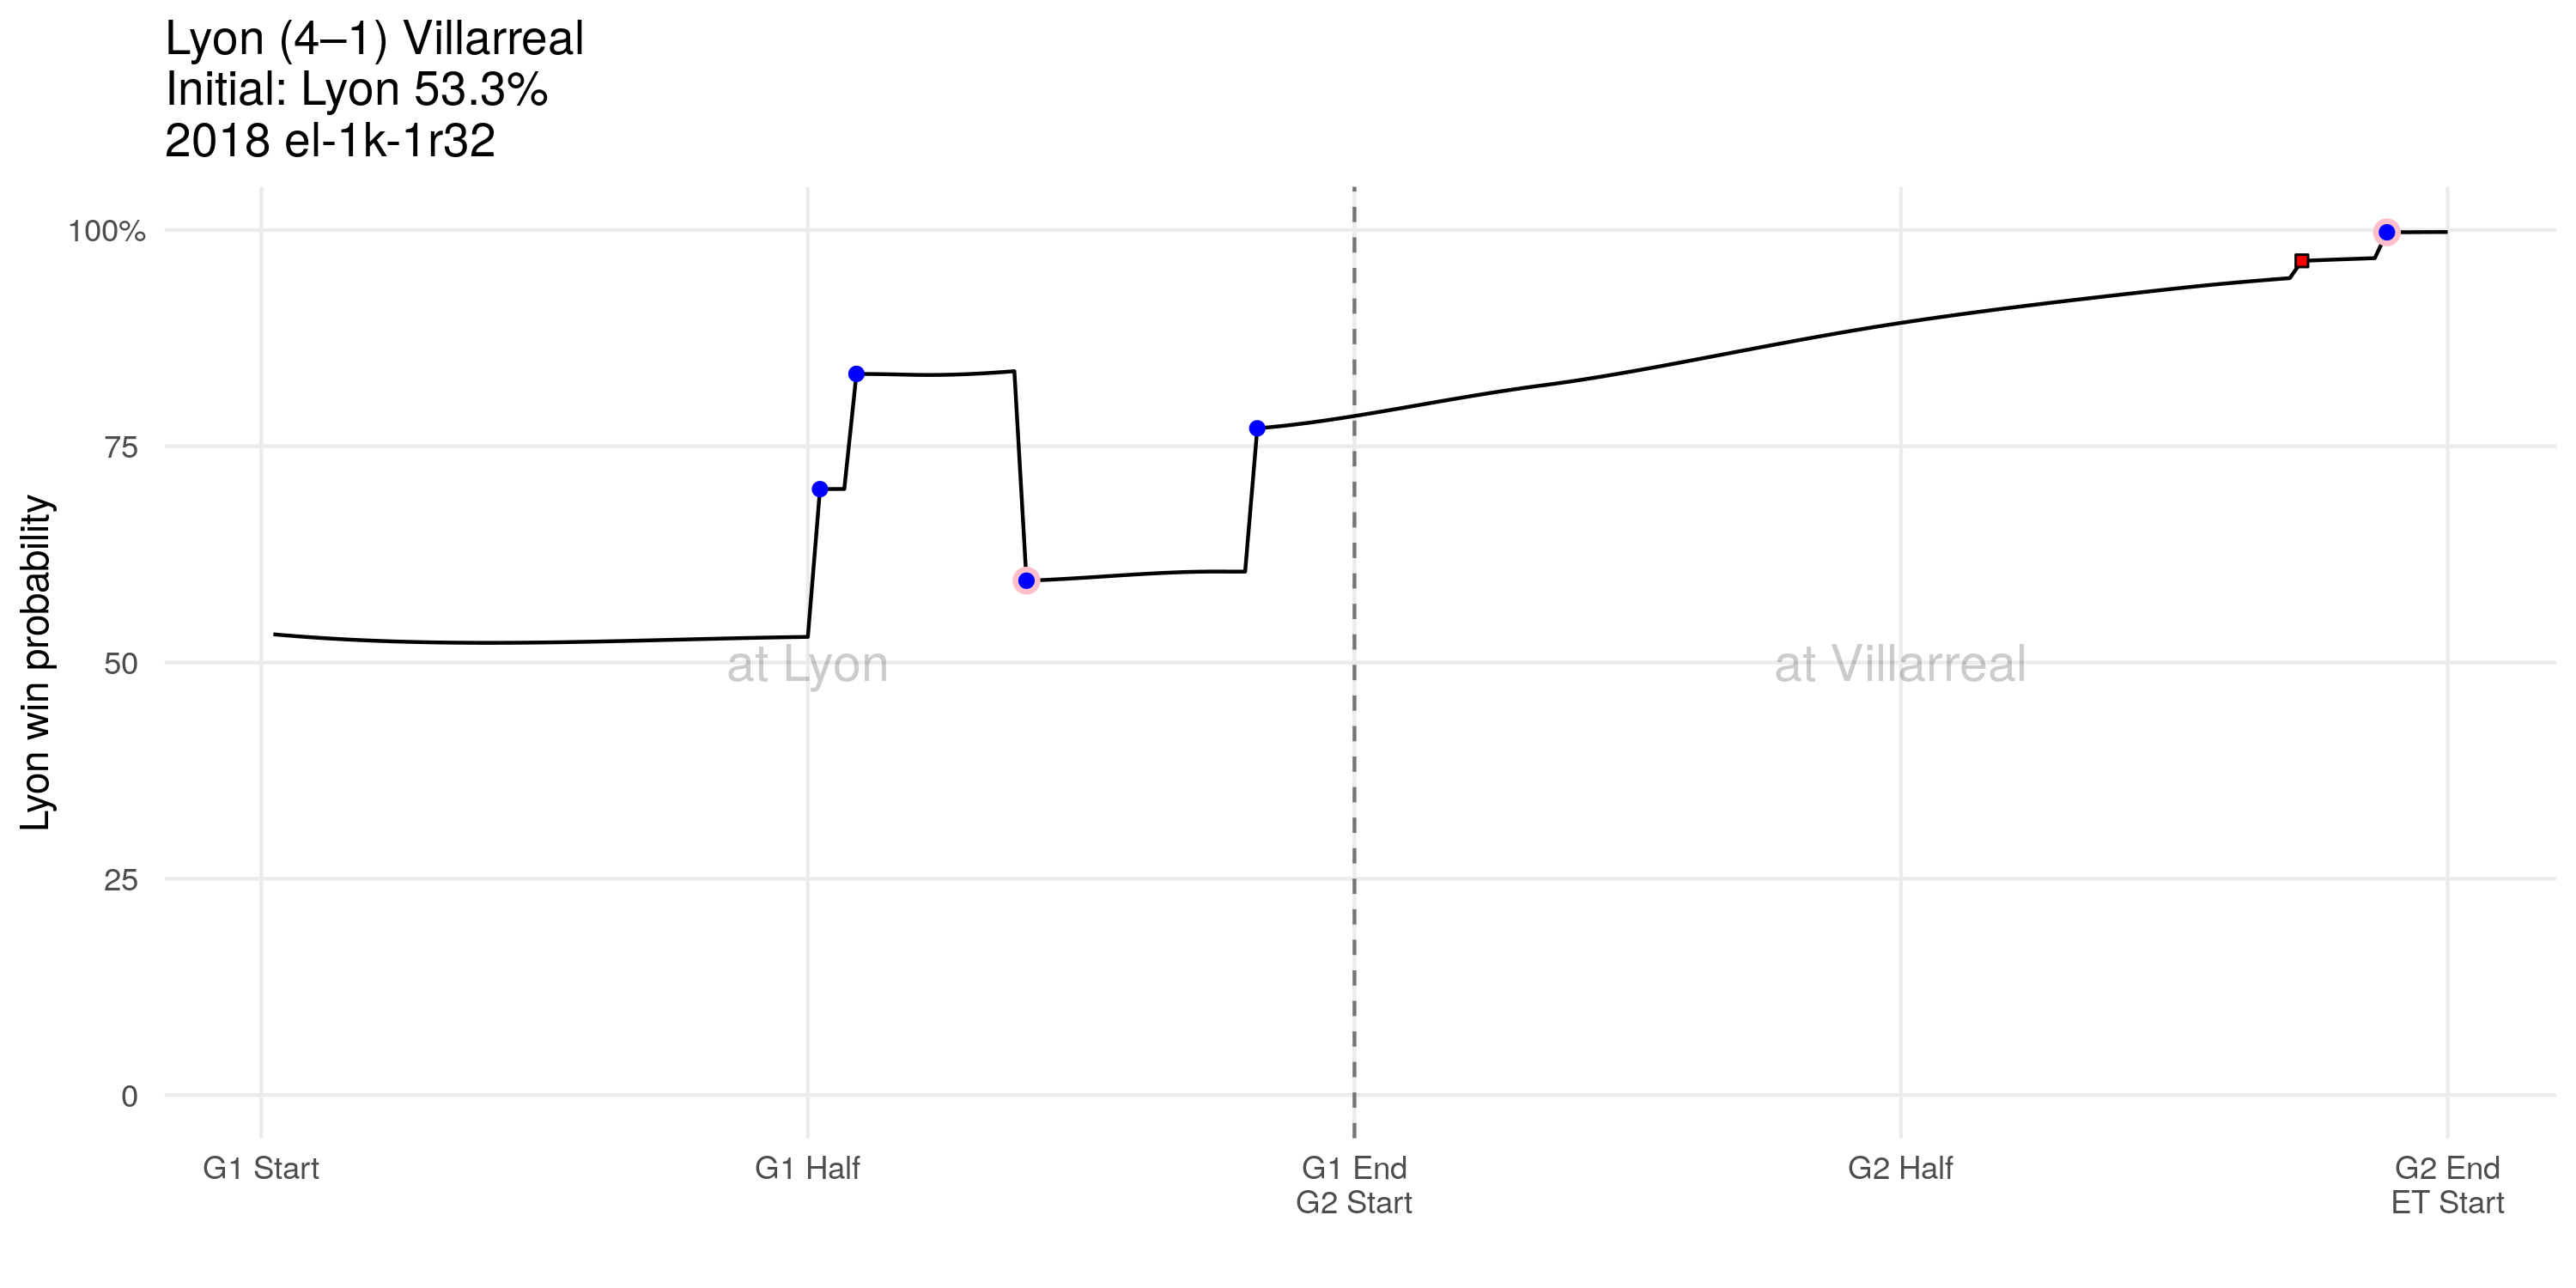 Lyon (4–1) Villarreal
Initial: Lyon 53.3%
2018 el-1k-1r32
Lyon win probability
100%
75
50
25
0
at Lyon
at Villarreal
G1 Start
G1 Half
G1 End
G2 Start
G2 Half
G2 End
ET Start